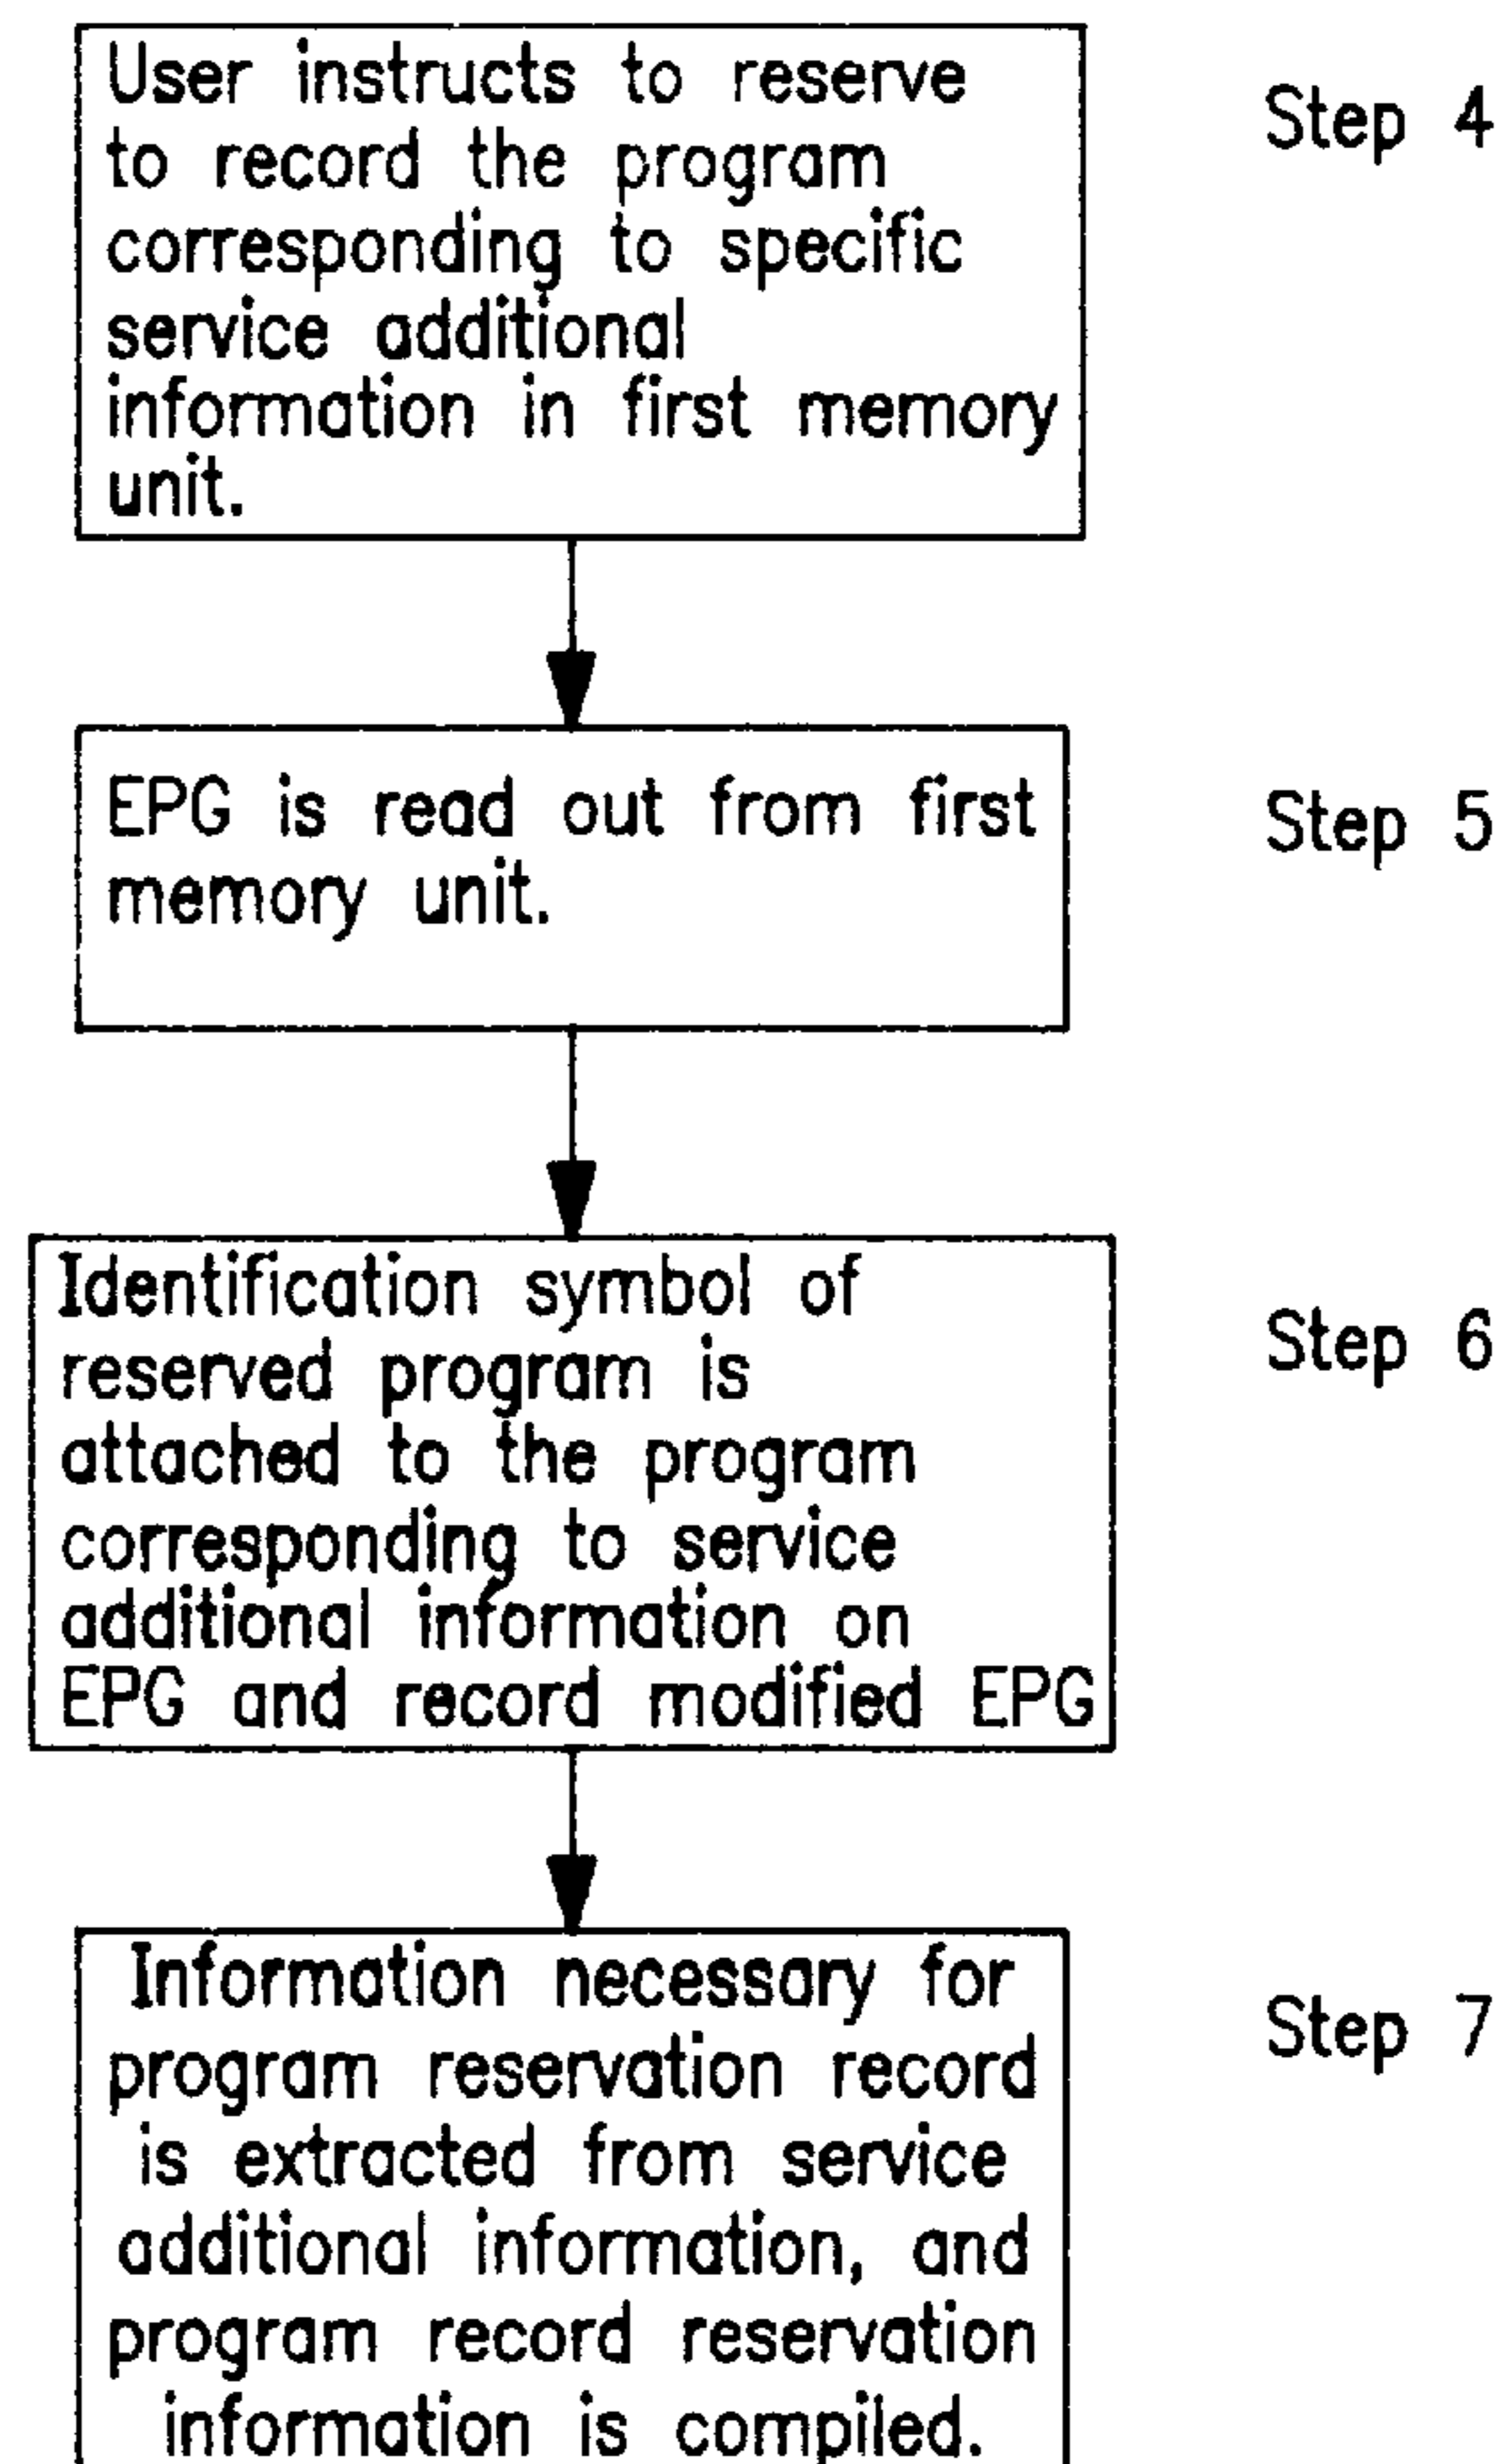 User instructs to reserve
to record the program
corresponding to specific
service additional
information in first memory
unit.
Step 4
EPG is read out from first
memory unit.
Step 5
Identification symbol of
reserved program is
attached to the program
corresponding to service
additional information on
EPG and record modified EPG
Step 6
Information necessary for
program reservation record
is extracted from service
additional information, and
program record reservation
information is compiled.
Step 7